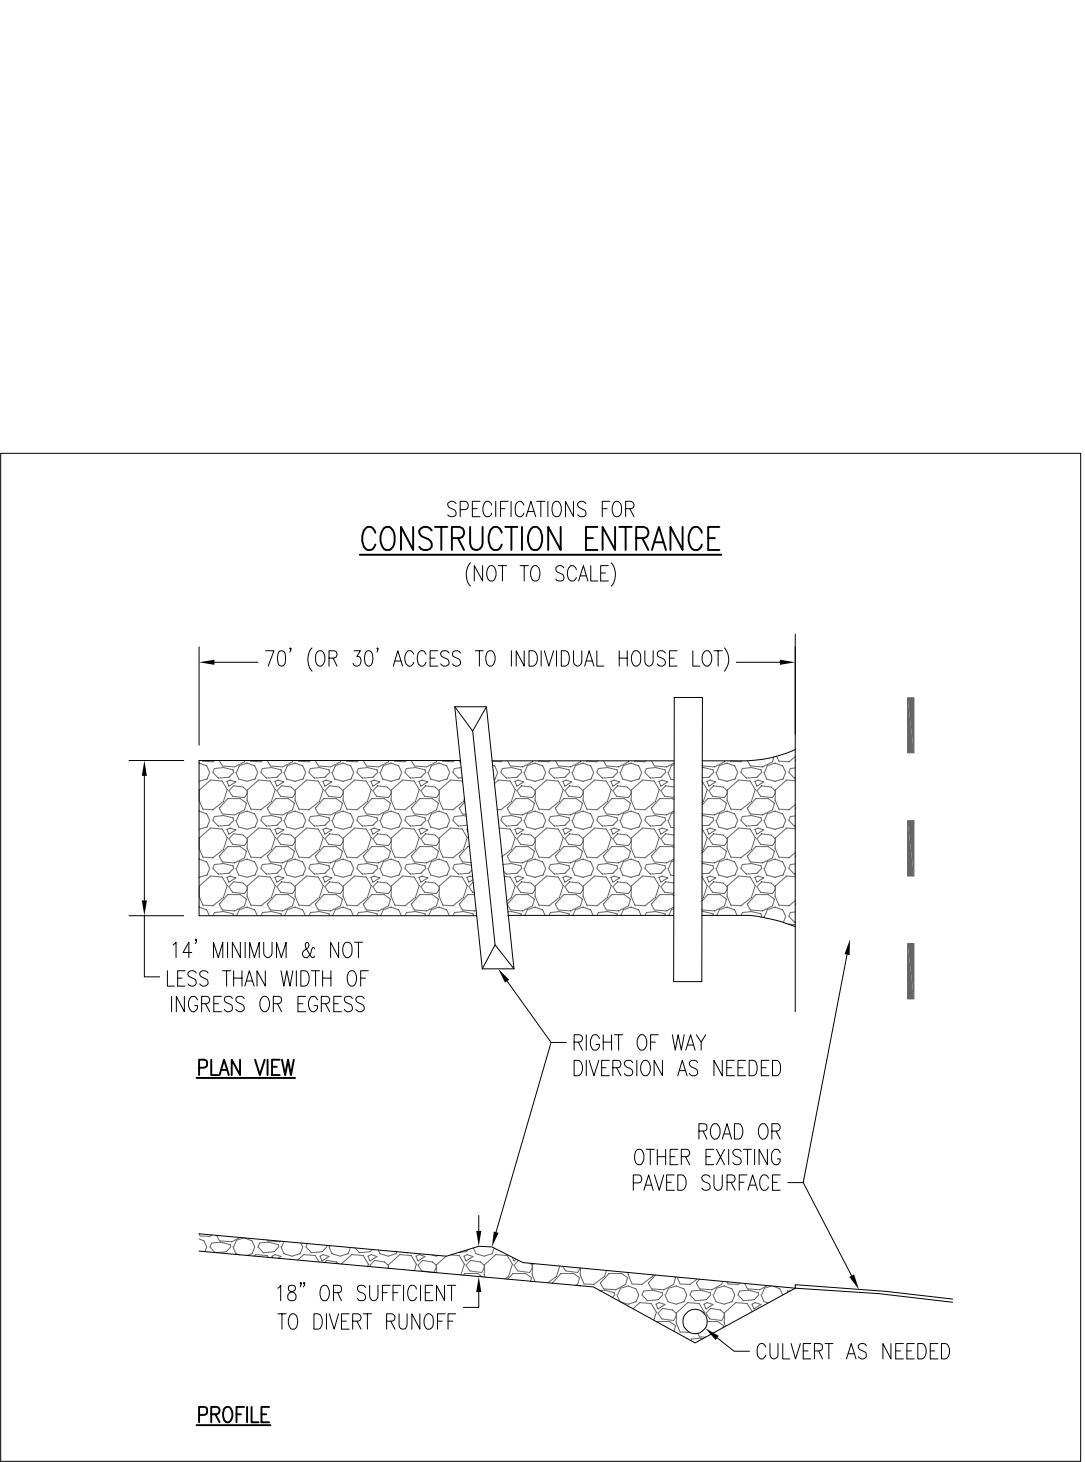 SPECIFICATIONS FOR
CONSTRUCTION ENTRANCE
(NOT TO SCALE)
70' (OR 30' ACCESS TO INDIVIDUAL HOUSE LOT)
14' MINIMUM & NOT
LESS THAN WIDTH OF
INGRESS OR EGRESS
RIGHT OF WAY
DIVERSION AS NEEDED
PLAN VIEW
ROAD OR
OTHER EXISTING
PAVED SURFACE
18" OR SUFFICIENT
TO DIVERT RUNOFF
CULVERT AS NEEDED
PROFILE